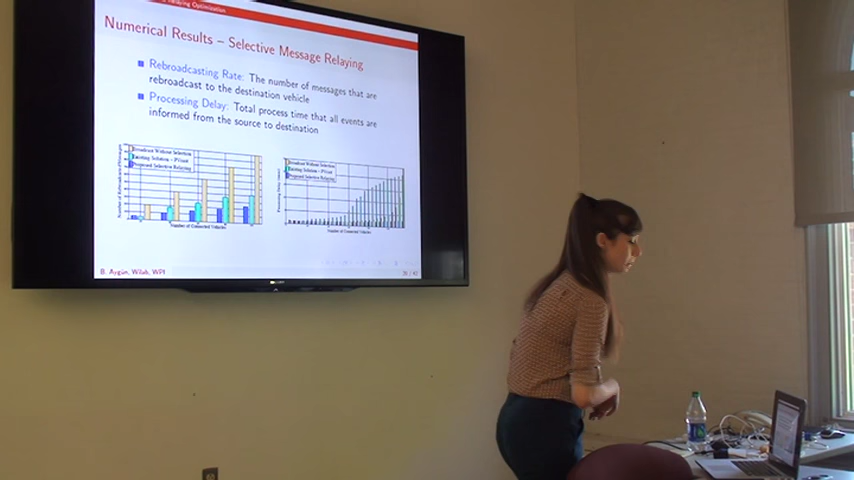 Relaying Optimization
Numerical Results – Selective Message Relaying
Rebroadcasting Rate: The number of messages that are
rebroadcast to the destination vehicle
Processing Delay: Total process time that all events are
informed from the source to destination
Broadcast Without Selection
Existing Solution –
Proposed Selective Relaying
Number of Connected Vehicles
Broadcast Without Selection
Existing Solution –
Proposed Selective Relaying
Number of Connected Vehicles
B. Aygun, Wilab, WPI